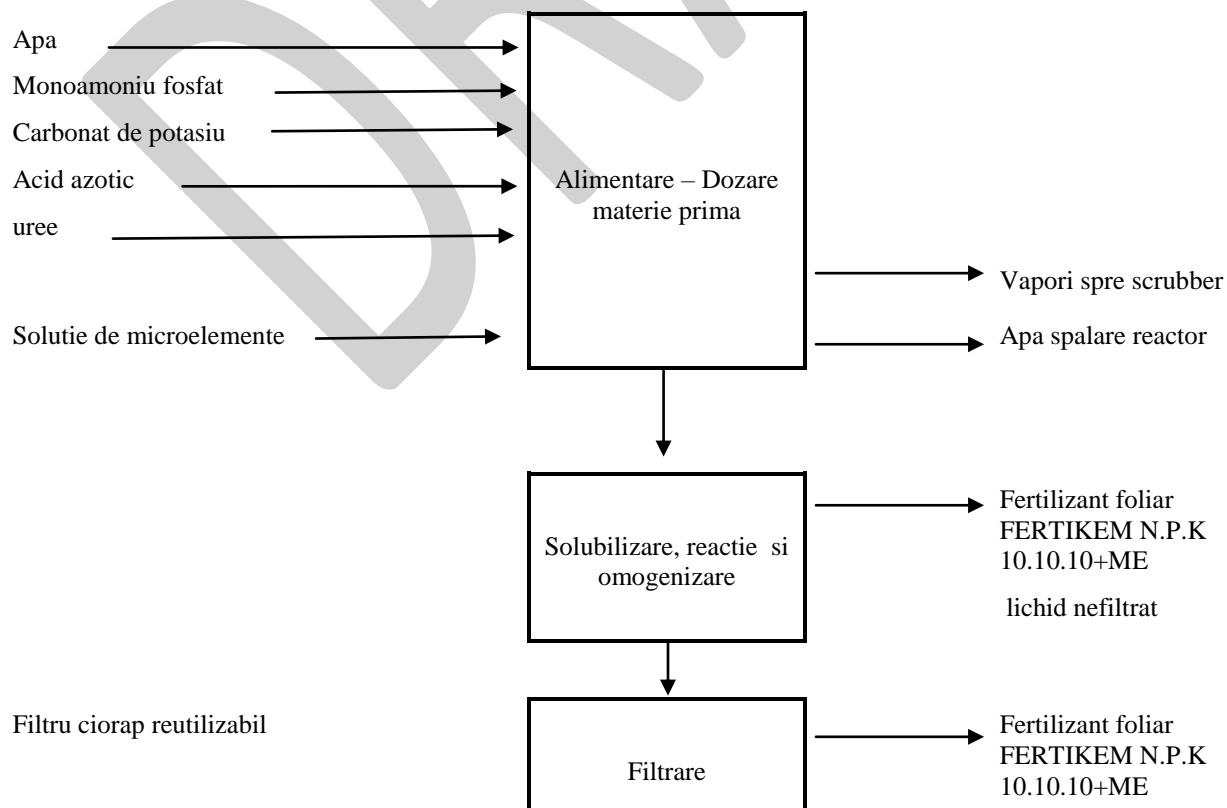 Apa
Monoamoniu fosfat
Carbonat de potasiu
Acid azotic
uree
Solutie de microelemente
Alimentare – Dozare
materie prima
Vapori spre scrubber
Apa spalare reactor
Solubilizare, reactie si
omogenizare
Fertilizant foliar
FERTIKEM N.P.K
10.10.10+ME
lichid nefiltrat
Filtru ciorap reutilizabil
Filtrare
Fertilizant foliar
FERTIKEM N.P.K
10.10.10+ME